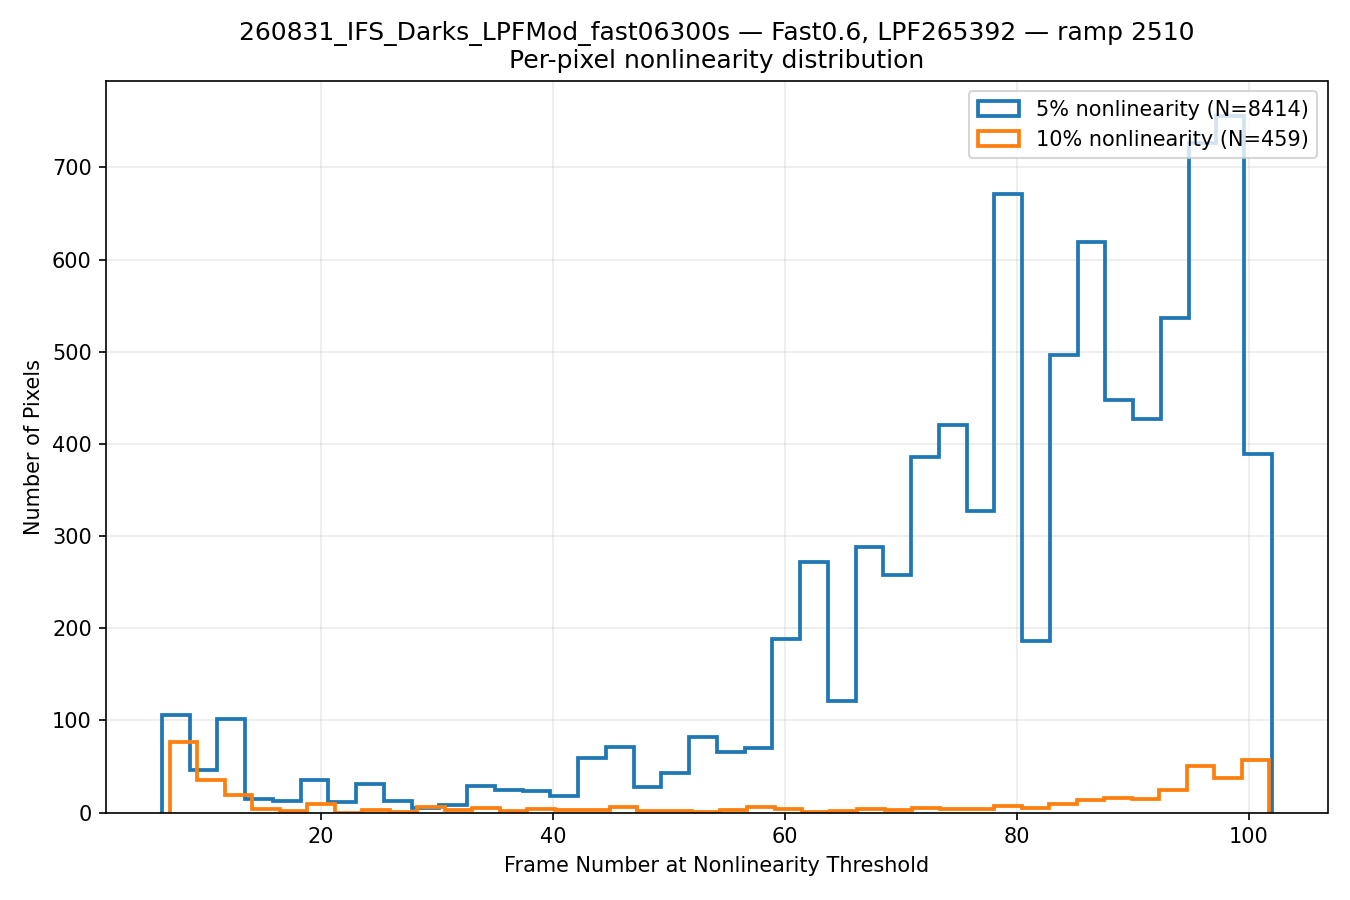 260831_IFS_Darks_LPFMod_fast06300s — Fast0.6, LPF265392 — ramp 2510
Per-pixel nonlinearity distribution
5% nonlinearity (N=8414)
10% nonlinearity (N=459)
Number of Pixels
700
600
500
400
300
200
100
0
20 40 60 80 100
Frame Number at Nonlinearity Threshold